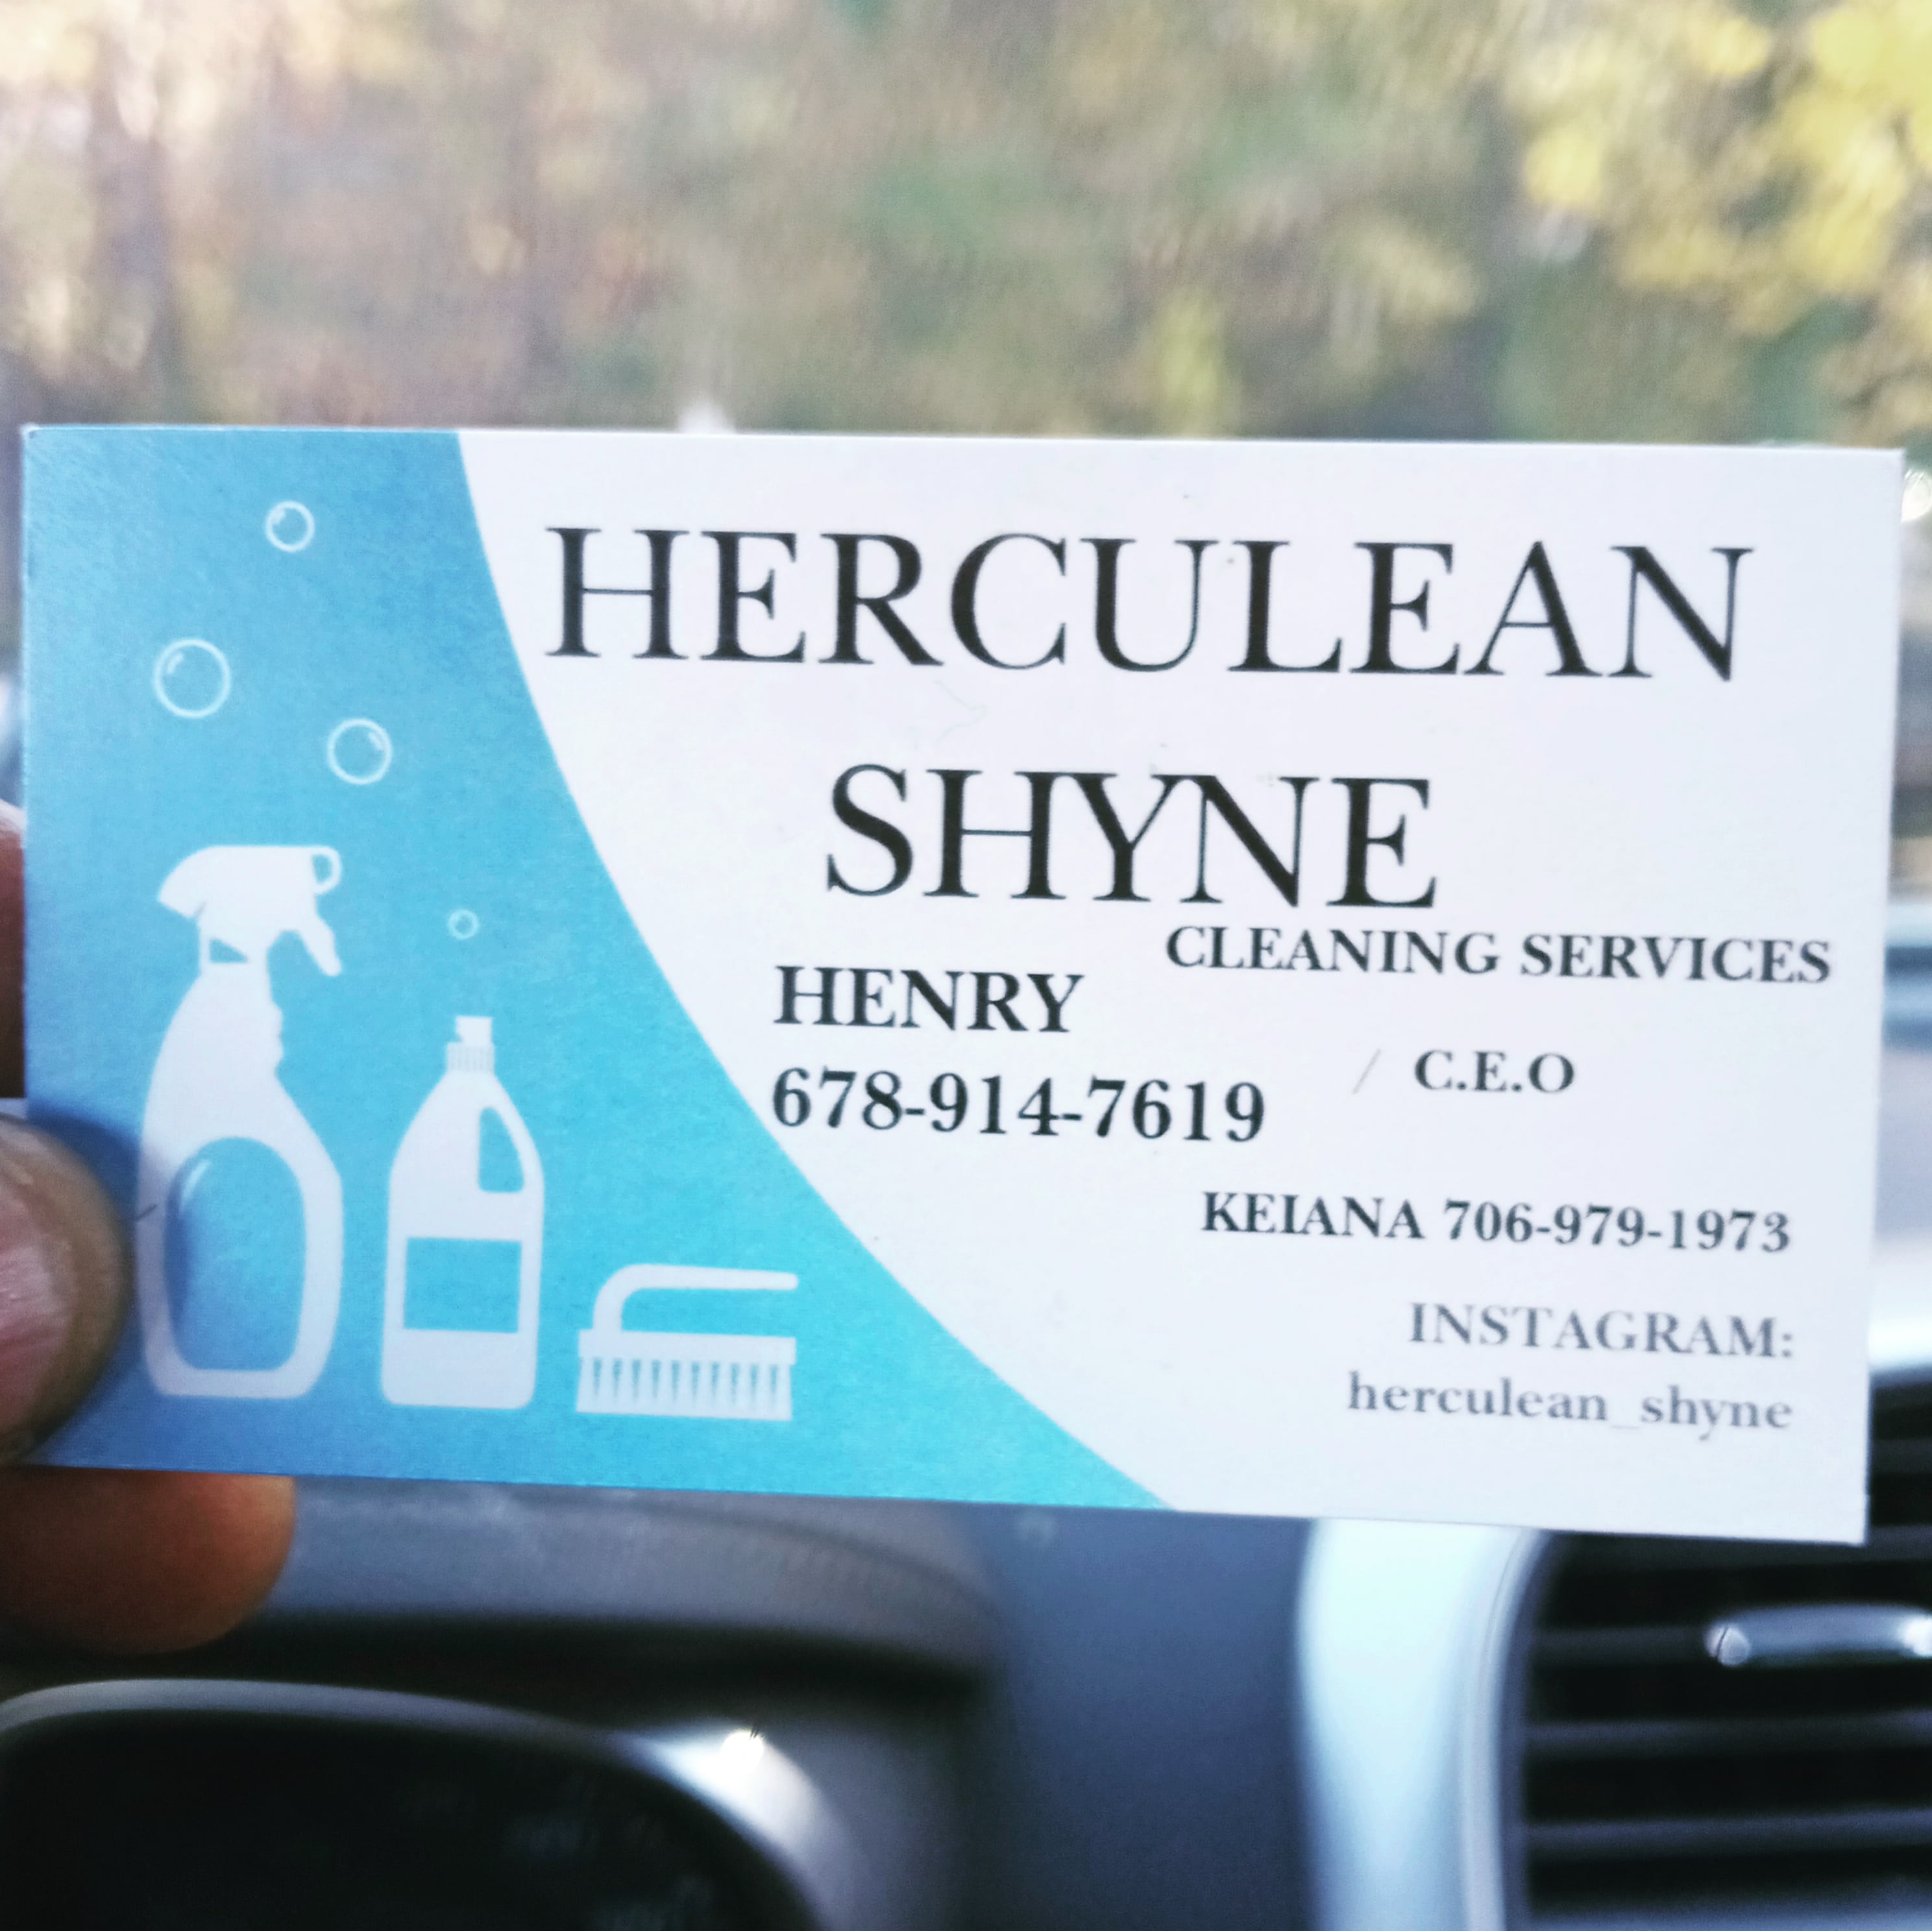 HERCULEAN
SHYNE
CLEANING SERVICES
HENRY
678-914-7619
/ C.E.O
KEIANA 706-979-1973
INSTAGRAM:
herculean_shyne